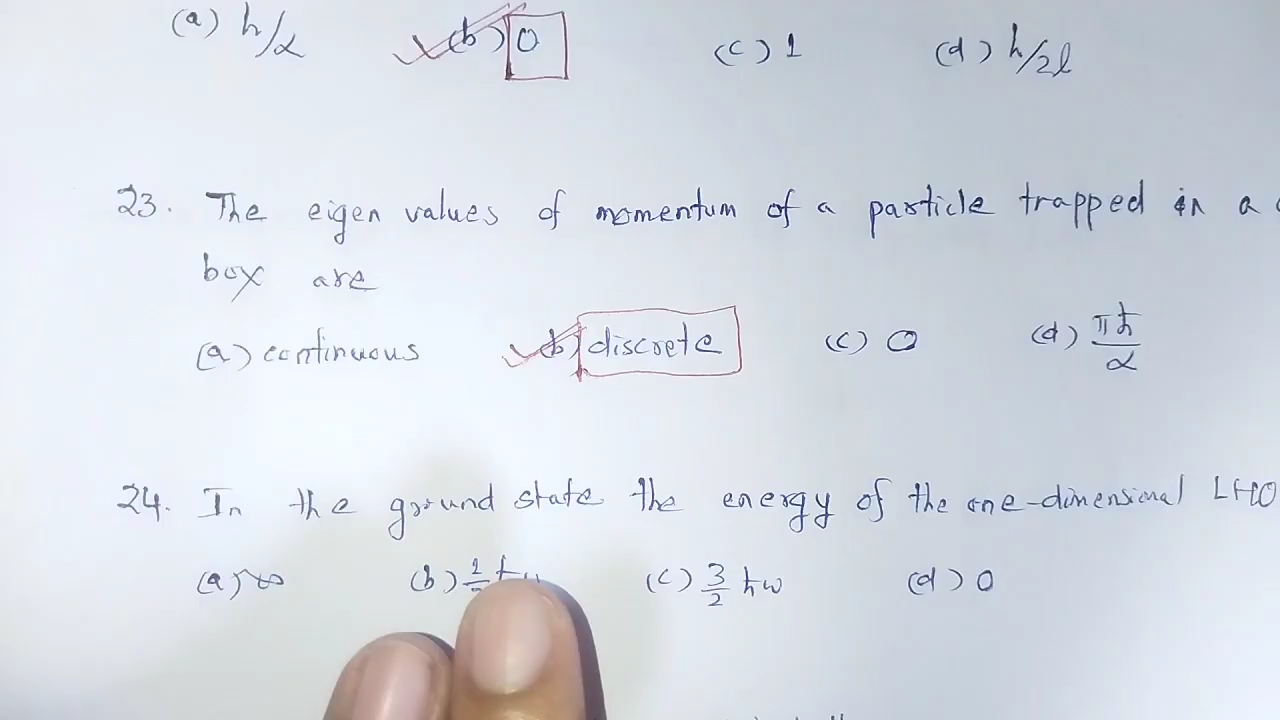 (a) h/α (b) 0 (c) 1 (d) h/2l
23. The eigen values of momentum of a particle trapped in a
box are
(a) continuous (b) discrete (c) 0 (d) πħ/α
24. In the ground state the energy of the one-dimensional LHO
(a) ∞ (b) (c) 3/2 ħω (d) 0